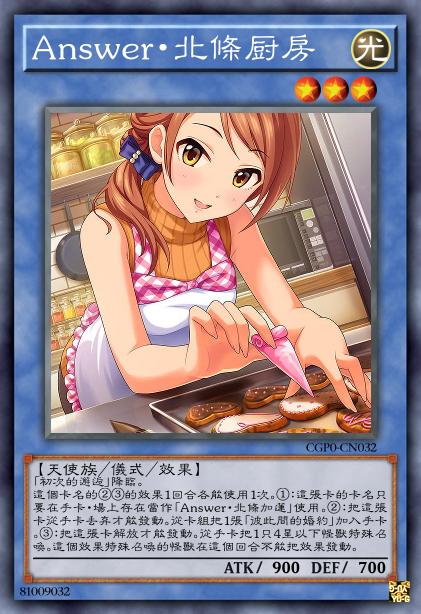 Answer·北條厨房
光
CGP0-CN032
【天使族/儀式/效果】
「初次的邂逅」降臨。
這個卡名的②③的效果1回合各能使用1次。①:這張卡的卡名只
要在手卡·場上存在當作「Answer·北條加蓮」使用。②:把這張
卡從手卡丟弃才能發動。從卡組把1張「彼此間的婚約」加入手卡
。③:把這張卡解放才能發動。從手卡把1只4星以下怪獸特殊召
喚。這個效果特殊召喚的怪獸在這個回合不能把效果發動。
ATK/ 900 DEF/ 700
81009032